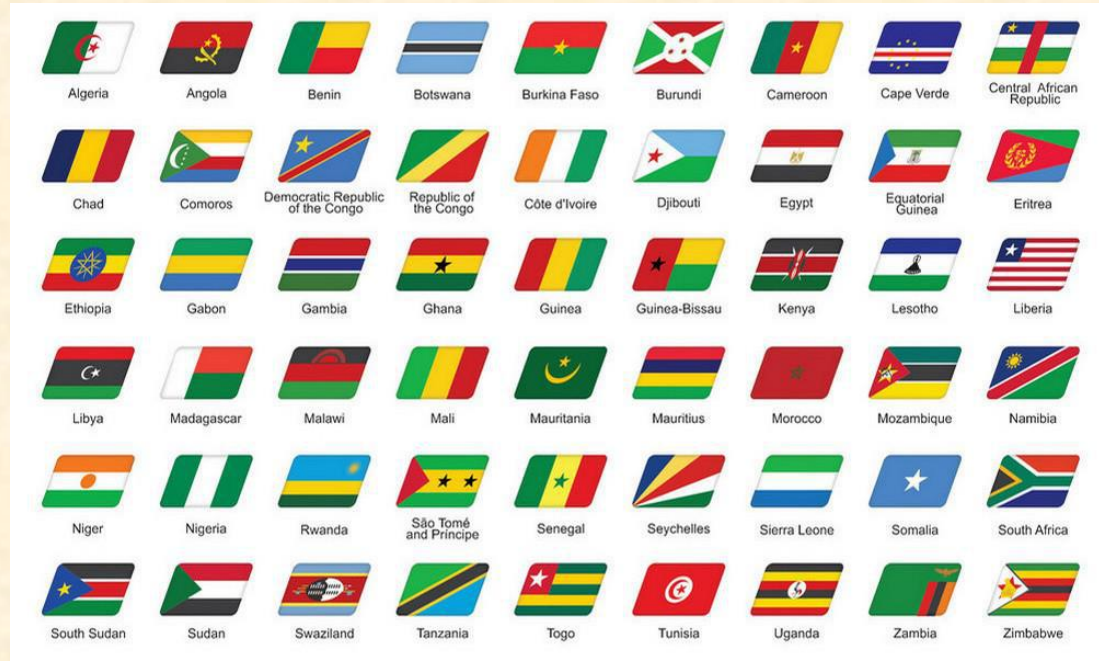 Algeria Angola Benin Botswana Burkina Faso Burundi Cameroon Cape Verde Central African
Republic
Chad Comoros Democratic Republic
of the Congo Republic of
the Congo Côte d'Ivoire Djibouti Egypt Equatorial
Guinea Eritrea
Ethiopia Gabon Gambia Ghana Guinea Guinea-Bissau Kenya Lesotho Liberia
Libya Madagascar Malawi Mali Mauritania Mauritius Morocco Mozambique Namibia
Niger Nigeria Rwanda São Tomé
and Príncipe Senegal Seychelles Sierra Leone Somalia South Africa
South Sudan Sudan Swaziland Tanzania Togo Tunisia Uganda Zambia Zimbabwe